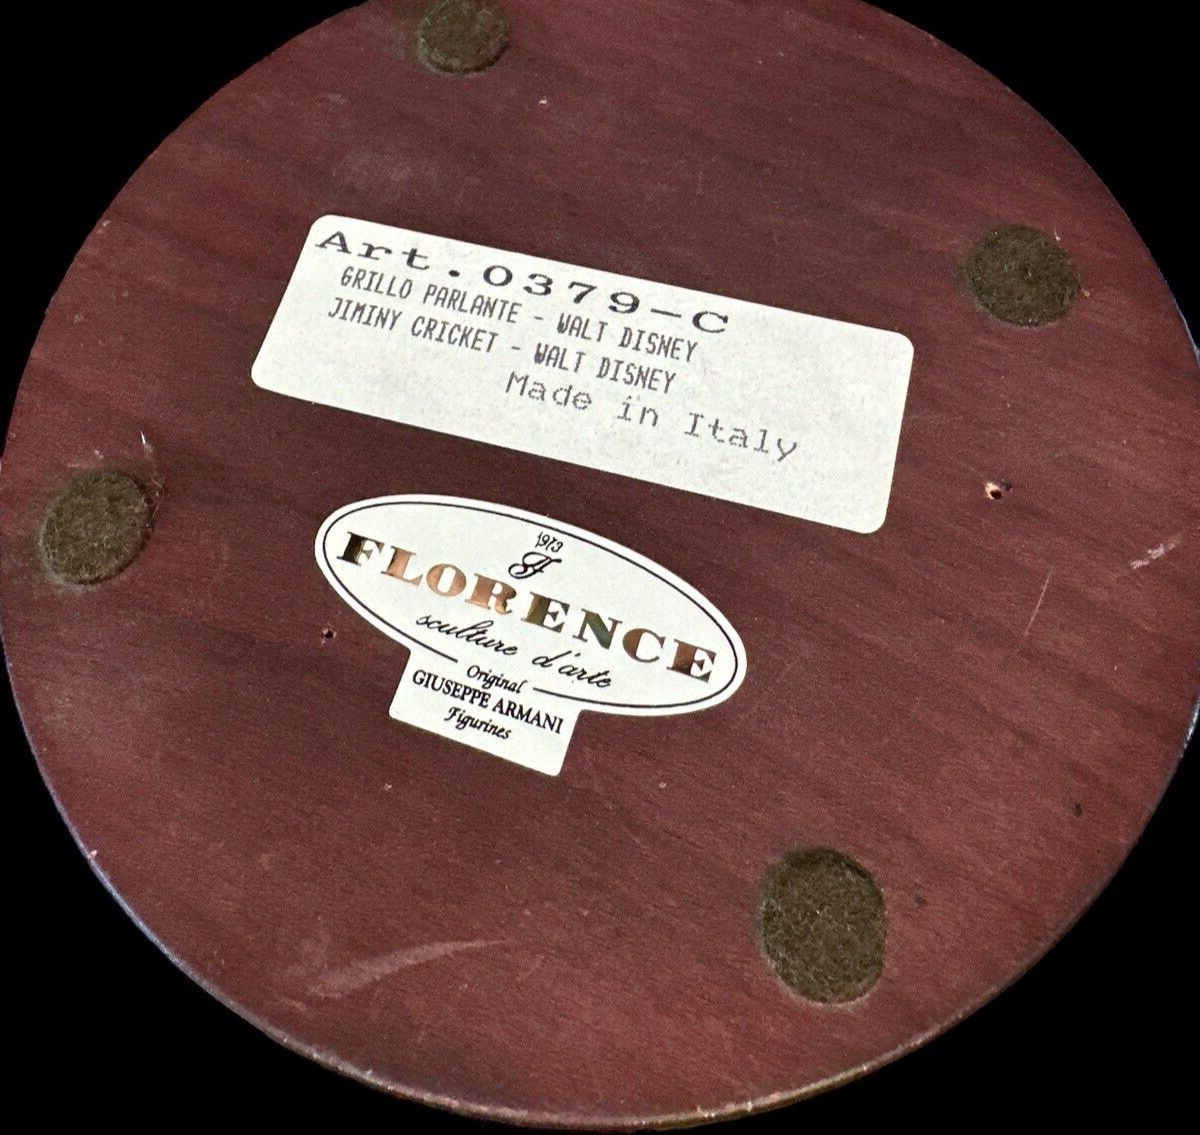 Art.0379-C
GRILLO PARLANTE - WALT DISNEY
JIMINY CRICKET - WALT DISNEY
Made in Italy
1973
FLORENCE
sculture d'arte
Original
GIUSEPPE ARMANI
Figurines